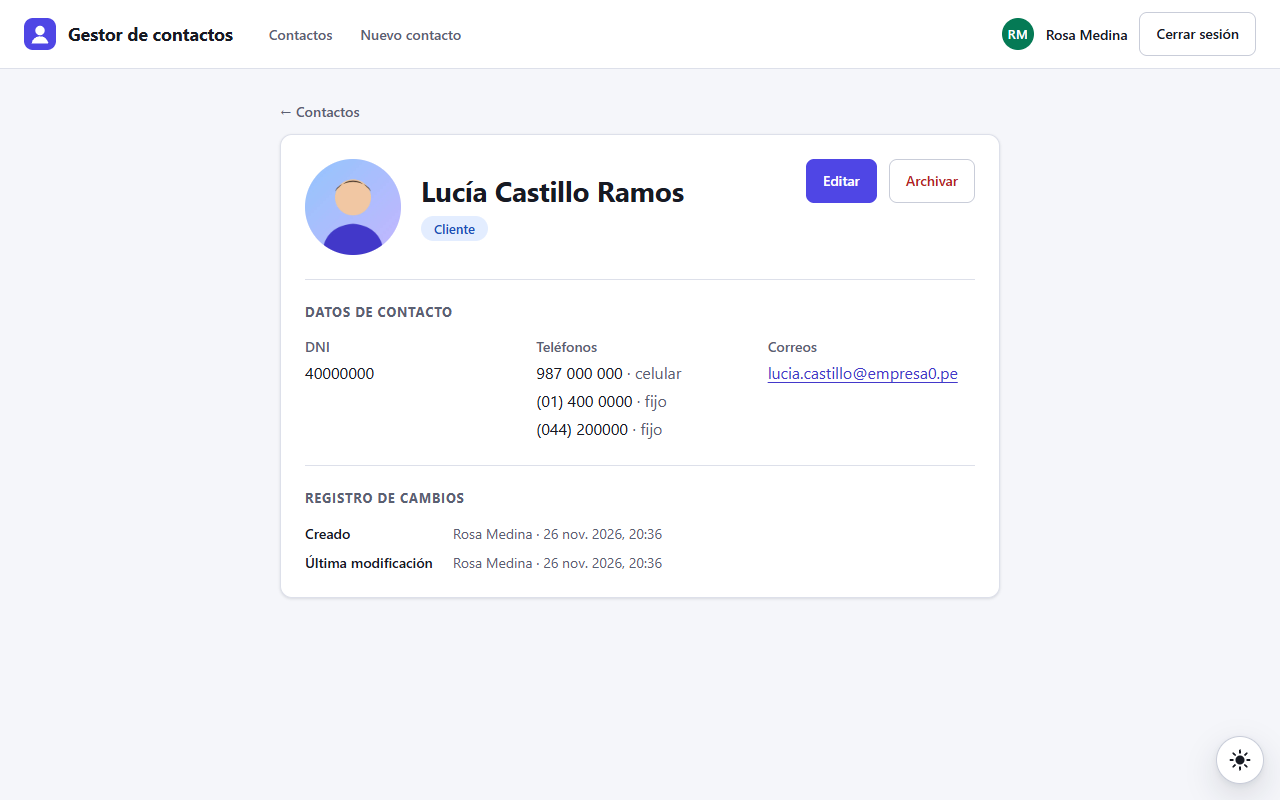 Gestor de contactos
Contactos
Nuevo contacto
RM
Rosa Medina
Cerrar sesión
← Contactos
Lucía Castillo Ramos
Cliente
Editar
Archivar
DATOS DE CONTACTO
DNI
40000000
Teléfonos
987 000 000 · celular
(01) 400 0000 · fijo
(044) 200000 · fijo
Correos
lucia.castillo@empresa0.pe
REGISTRO DE CAMBIOS
Creado Rosa Medina · 26 nov. 2026, 20:36
Última modificación Rosa Medina · 26 nov. 2026, 20:36